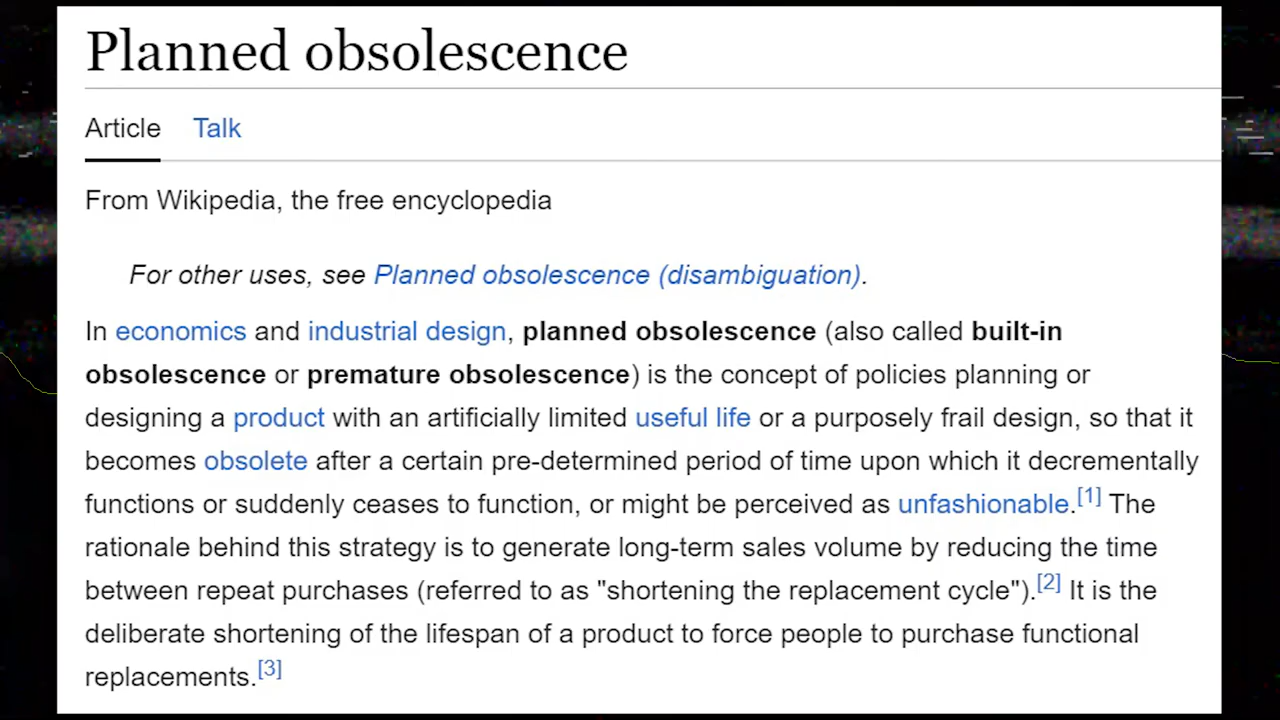 Planned obsolescence
Article Talk
From Wikipedia, the free encyclopedia
For other uses, see Planned obsolescence (disambiguation).
In economics and industrial design, planned obsolescence (also called built-in
obsolescence or premature obsolescence) is the concept of policies planning or
designing a product with an artificially limited useful life or a purposely frail design, so that it
becomes obsolete after a certain pre-determined period of time upon which it decrementally
functions or suddenly ceases to function, or might be perceived as unfashionable.[1] The
rationale behind this strategy is to generate long-term sales volume by reducing the time
between repeat purchases (referred to as "shortening the replacement cycle").[2] It is the
deliberate shortening of the lifespan of a product to force people to purchase functional
replacements.[3]